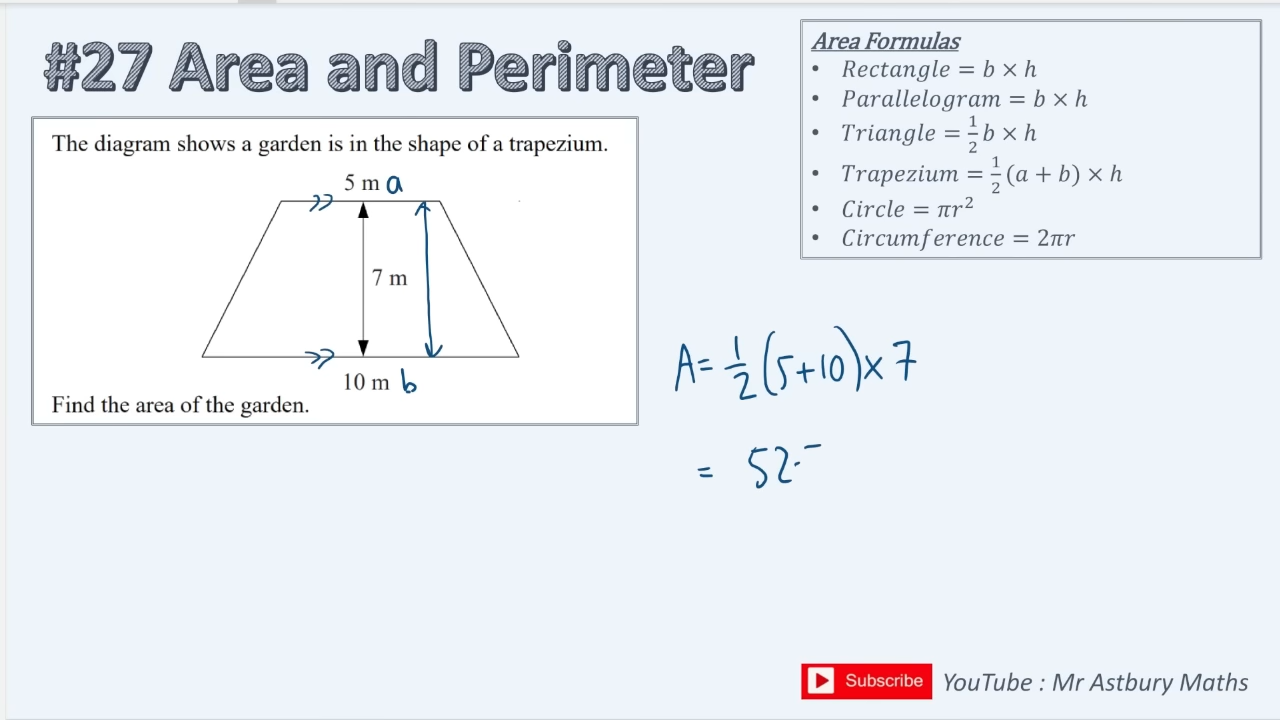 #27 Area and Perimeter
Area Formulas
• Rectangle = b × h
• Parallelogram = b × h
• Triangle = 1/2 b × h
• Trapezium = 1/2 (a + b) × h
• Circle = πr²
• Circumference = 2πr
The diagram shows a garden is in the shape of a trapezium.
5 m a
7 m
10 m b
Find the area of the garden.
A = 1/2 (5+10) × 7
= 52.
Subscribe YouTube : Mr Astbury Maths